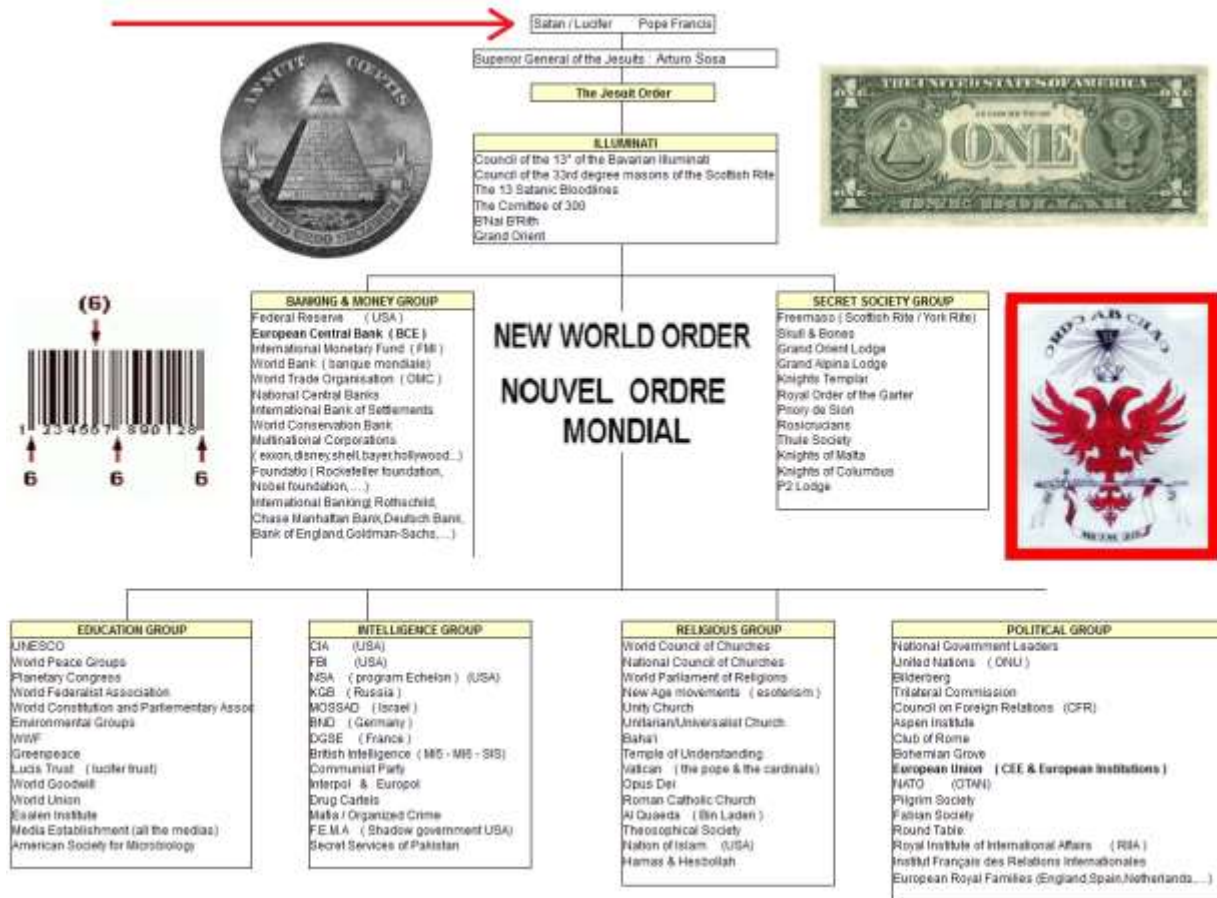 Satan / Lucifer Pope Francis
Superior General of the Jesuits : Arturo Sosa
The Jesuit Order
ANNUIT CŒPTIS
THE UNITED STATES OF AMERICA
ONE
ONE DOLLAR
ILLUMINATI
Council of the 13° of the Bavarian Illuminati
Council of the 33rd degree masons of the Scottish Rite
The 13 Satanic Bloodlines
The Comittee of 300
B'Nai B'Rith
Grand Orient
(6)
1 234567 890128
6 6 6
BANKING & MONEY GROUP
Federal Reserve (USA)
European Central Bank (BCE)
International Monetary Fund (FMI)
World Bank (banque mondiale)
World Trade Organisation (OMC)
National Central Banks
International Bank of Settlements
World Conservation Bank
Multinational Corporations
(exxon,disney,shell,bayer,hollywood...)
Foundatio (Rockefeller foundation,
Nobel foundation,....)
International Banking( Rothschild,
Chase Manhattan Bank,Deutsch Bank,
Bank of England,Goldman-Sachs,...)
NEW WORLD ORDER
NOUVEL ORDRE
MONDIAL
SECRET SOCIETY GROUP
Freemaso (Scottish Rite / York Rite)
Skull & Bones
Grand Orient Lodge
Grand Alpina Lodge
Knights Templar
Royal Order of the Garter
Priory de Sion
Rosicrucians
Thule Society
Knights of Malta
Knights of Columbus
P2 Lodge
ORDO AB CHAO
EDUCATION GROUP
UNESCO
World Peace Groups
Planetary Congress
World Federalist Association
World Constitution and Parliementary Assoc
Environmental Groups
WWF
Greenpeace
Lucis Trust (lucifer trust)
World Goodwill
World Union
Esalen Institute
Media Establishment (all the medias)
American Society for Microbiology
INTELLIGENCE GROUP
CIA (USA)
FBI (USA)
NSA (program Echelon) (USA)
KGB (Russia)
MOSSAD (Israel)
BND (Germany)
DGSE (France)
British Intelligence (MI5 - MI6 - SIS)
Communist Party
Interpol & Europol
Drug Cartels
Mafia / Organized Crime
F.E.M.A (Shadow government USA)
Secret Services of Pakistan
RELIGIOUS GROUP
World Council of Churches
National Council of Churches
World Parliament of Religions
New Age movements (esoterism)
Unity Church
Unitarian/Universalist Church
Baha'i
Temple of Understanding
Vatican (the pope & the cardinals)
Opus Dei
Roman Catholic Church
Al Quaeda (Bin Laden)
Theosophical Society
Nation of Islam (USA)
Hamas & Hesbollah
POLITICAL GROUP
National Government Leaders
United Nations (ONU)
Bilderberg
Trilateral Commission
Council on Foreign Relations (CFR)
Aspen Institute
Club of Rome
Bohemian Grove
European Union (CEE & European Institutions)
NATO (OTAN)
Pilgrim Society
Fabian Society
Round Table
Royal Institute of International Affairs (RIIA)
Institut Français des Relations Internationales
European Royal Families (England,Spain,Netherlands,...)